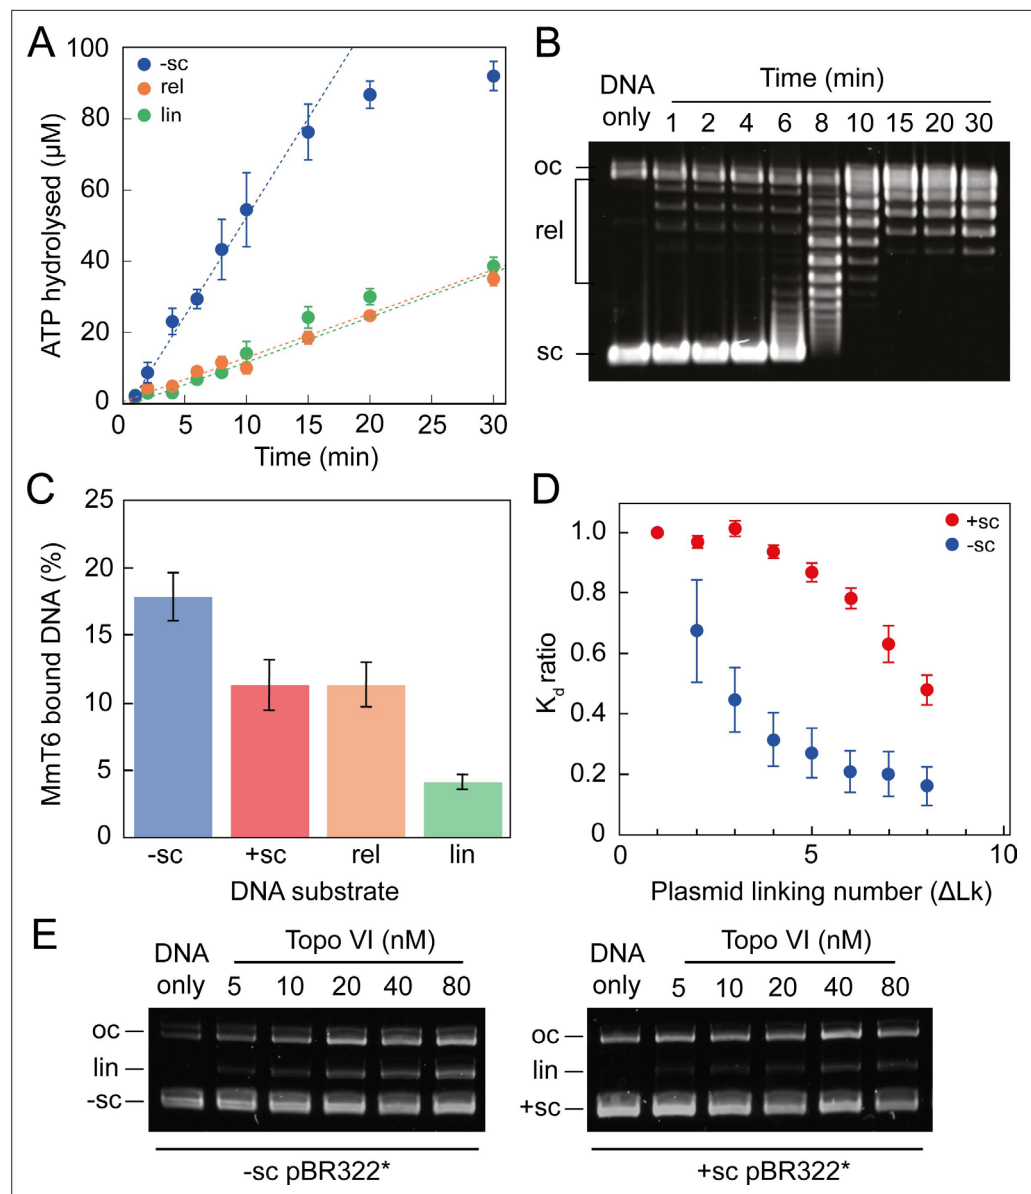 A
100
80
60
40
20
0
ATP hydrolysed (µM)
-sc
rel
lin
0 5 10 15 20 25 30
Time (min)
B
DNA only
Time (min)
1 2 4 6 8 10 15 20 30
oc
rel
sc
C
25
20
15
10
5
0
MmT6 bound DNA (%)
-sc +sc rel lin
DNA substrate
D
1.0
0.8
0.6
0.4
0.2
0
K_d ratio
+sc
-sc
0 5 10
Plasmid linking number (ΔLk)
E
DNA only
Topo VI (nM)
5 10 20 40 80
oc
lin
-sc
-sc pBR322*
DNA only
Topo VI (nM)
5 10 20 40 80
oc
lin
+sc
+sc pBR322*